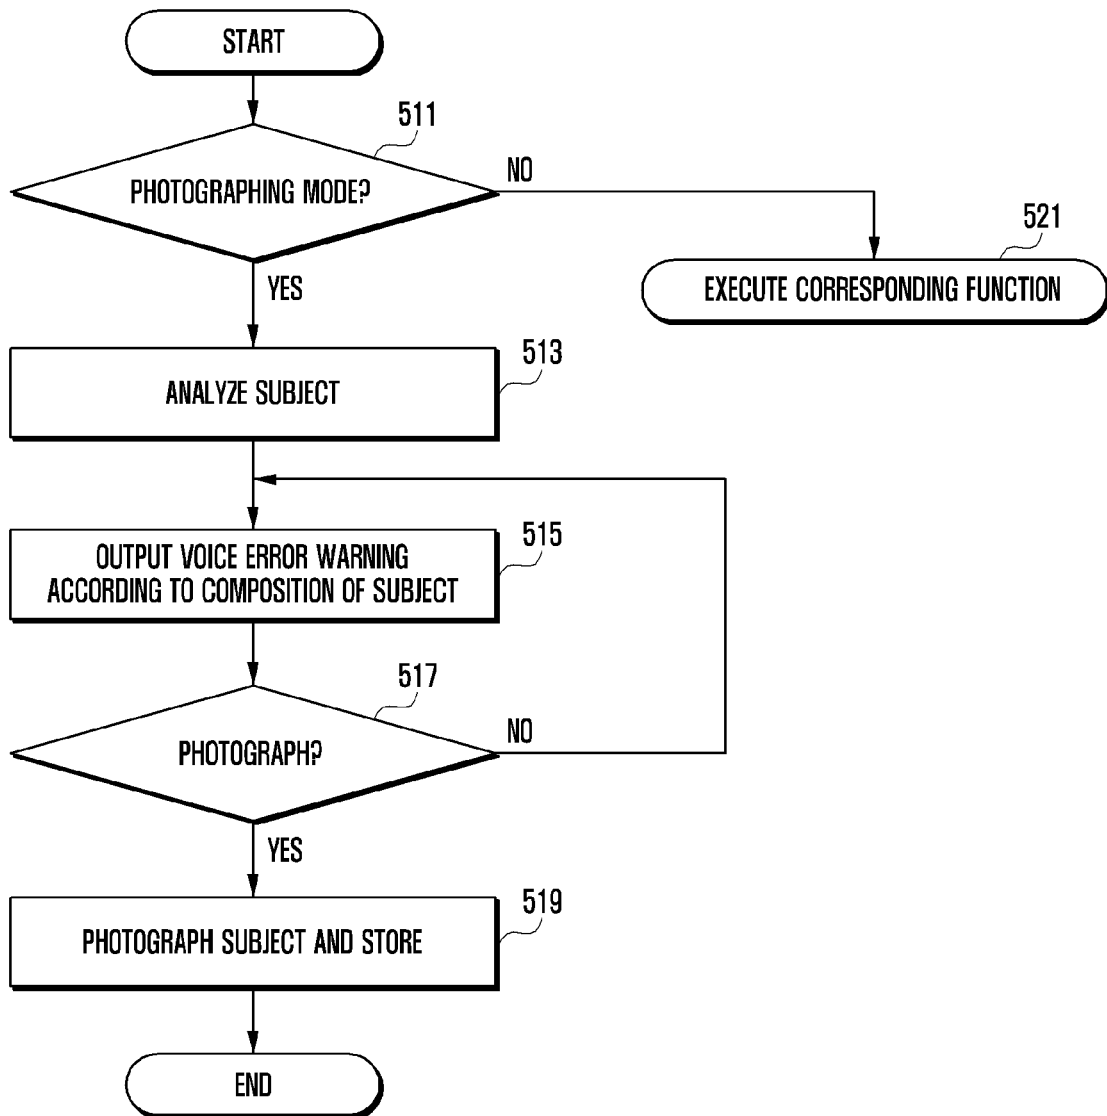 START
511
PHOTOGRAPHING MODE?
NO
521
EXECUTE CORRESPONDING FUNCTION
YES
513
ANALYZE SUBJECT
515
OUTPUT VOICE ERROR WARNING
ACCORDING TO COMPOSITION OF SUBJECT
517
PHOTOGRAPH?
NO
YES
519
PHOTOGRAPH SUBJECT AND STORE
END